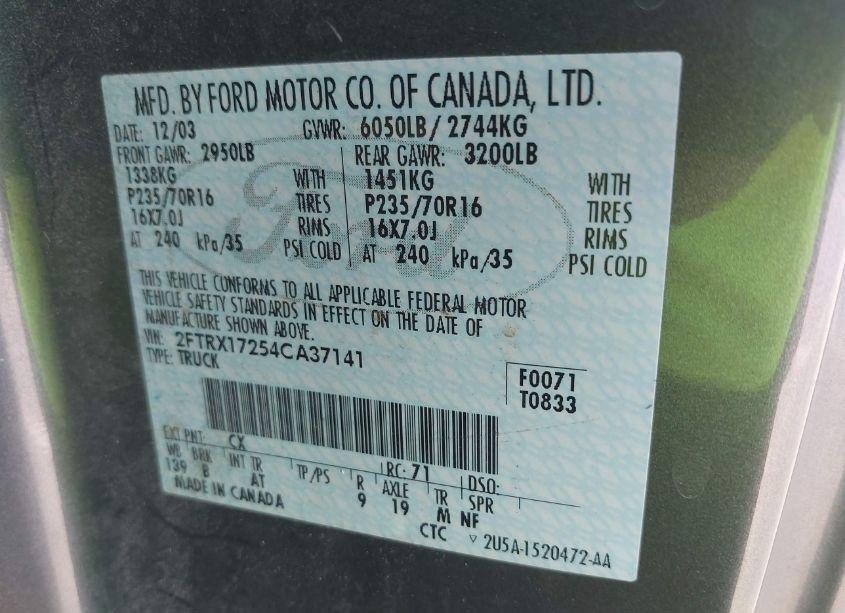 MFD. BY FORD MOTOR CO. OF CANADA, LTD.
DATE: 12/03 GVWR: 6050LB/ 2744KG
FRONT GAWR: 2950LB REAR GAWR: 3200LB
1338KG WITH 1451KG WITH
P235/70R16 TIRES P235/70R16 TIRES
16X7.0J RIMS 16X7.0J RIMS
AT 240 kPa/35 PSI COLD AT 240 kPa/35 PSI COLD
Ford
THIS VEHICLE CONFORMS TO ALL APPLICABLE FEDERAL MOTOR
VEHICLE SAFETY STANDARDS IN EFFECT ON THE DATE OF
MANUFACTURE SHOWN ABOVE.
VIN: 2FTRX17254CA37141
TYPE: TRUCK
F0071
T0833
EXT PNT: CX RC: 71 DSO:
WB BRK INT TR TP/PS R AXLE TR SPR
139 B AT 9 19 M NF
MADE IN CANADA
CTC ▿ 2U5A-1520472-AA